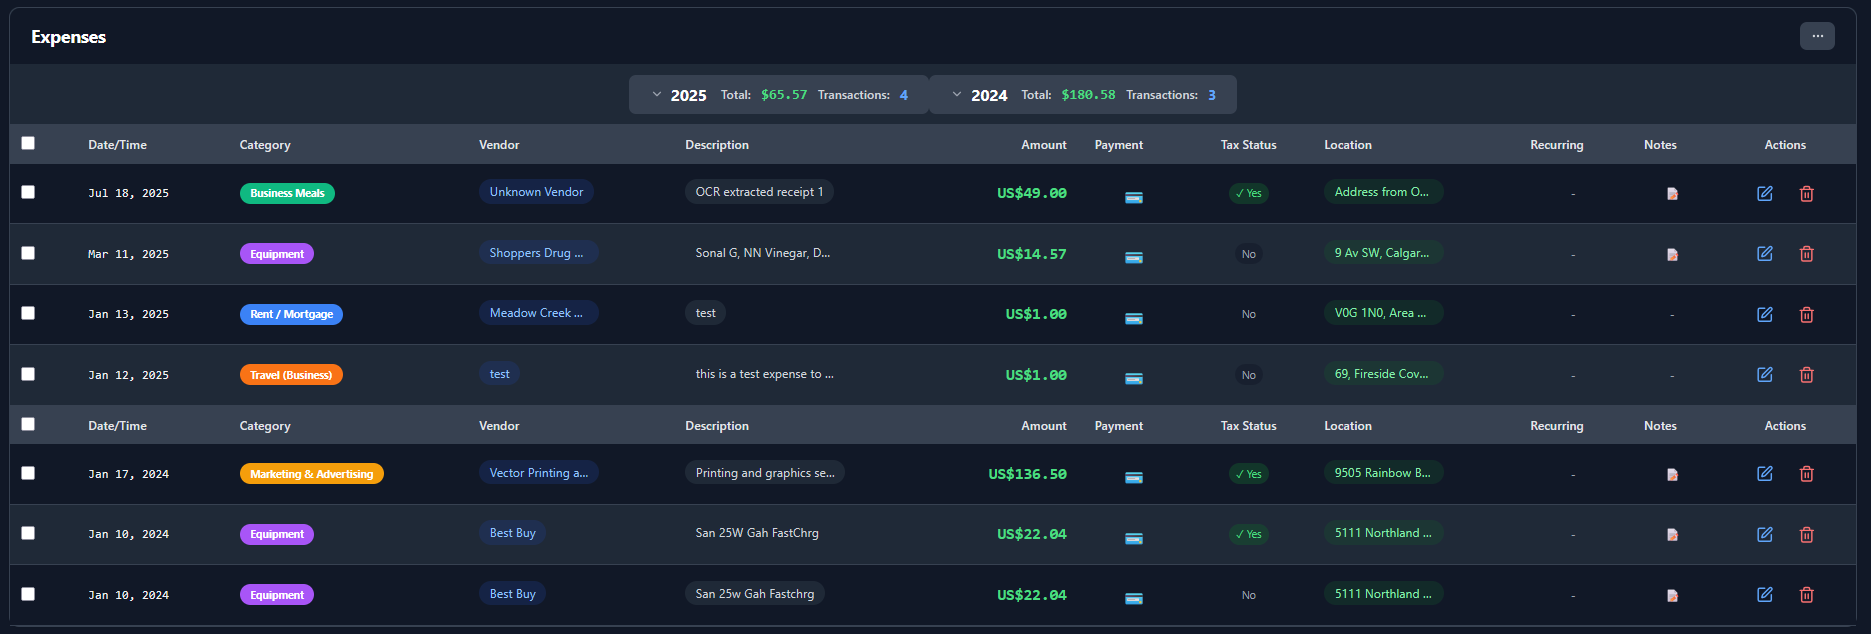 Expenses
...
2025 Total: $65.57 Transactions: 4 2024 Total: $180.58 Transactions: 3
Date/Time Category Vendor Description Amount Payment Tax Status Location Recurring Notes Actions
Jul 18, 2025 Business Meals Unknown Vendor OCR extracted receipt 1 US$49.00 ✓ Yes Address from O... -
Mar 11, 2025 Equipment Shoppers Drug ... Sonal G, NN Vinegar, D... US$14.57 No 9 Av SW, Calgar... -
Jan 13, 2025 Rent / Mortgage Meadow Creek ... test US$1.00 No V0G 1N0, Area ... - -
Jan 12, 2025 Travel (Business) test this is a test expense to ... US$1.00 No 69, Fireside Cov... - -
Date/Time Category Vendor Description Amount Payment Tax Status Location Recurring Notes Actions
Jan 17, 2024 Marketing & Advertising Vector Printing a... Printing and graphics se... US$136.50 ✓ Yes 9505 Rainbow B... -
Jan 10, 2024 Equipment Best Buy San 25W Gah FastChrg US$22.04 ✓ Yes 5111 Northland ... -
Jan 10, 2024 Equipment Best Buy San 25w Gah Fastchrg US$22.04 No 5111 Northland ... -